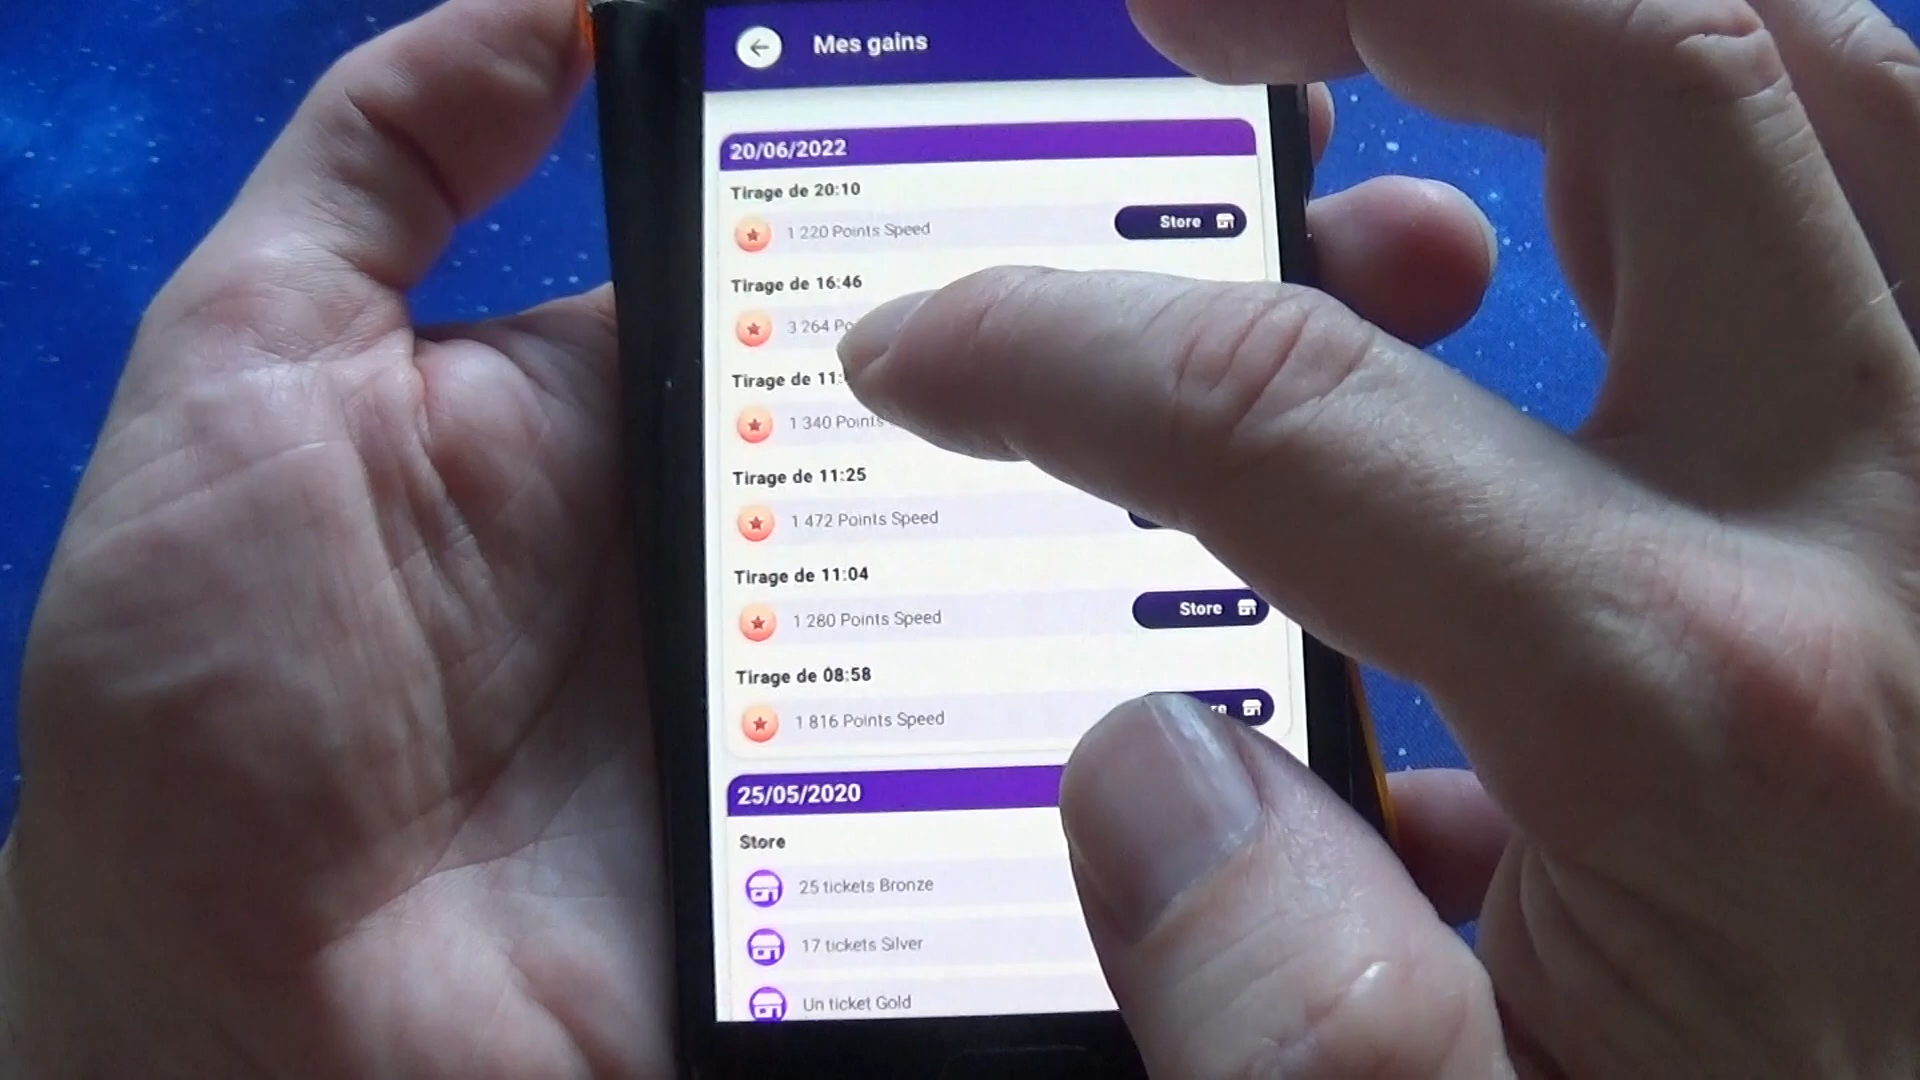 Mes gains
20/06/2022
Tirage de 20:10
1 220 Points Speed
Store
Tirage de 16:46
3 264
Tirage de 11:
1 340 Points
Tirage de 11:25
1 472 Points Speed
Tirage de 11:04
1 280 Points Speed
Store
Tirage de 08:58
1 816 Points Speed
25/05/2020
Store
25 tickets Bronze
17 tickets Silver
Un ticket Gold